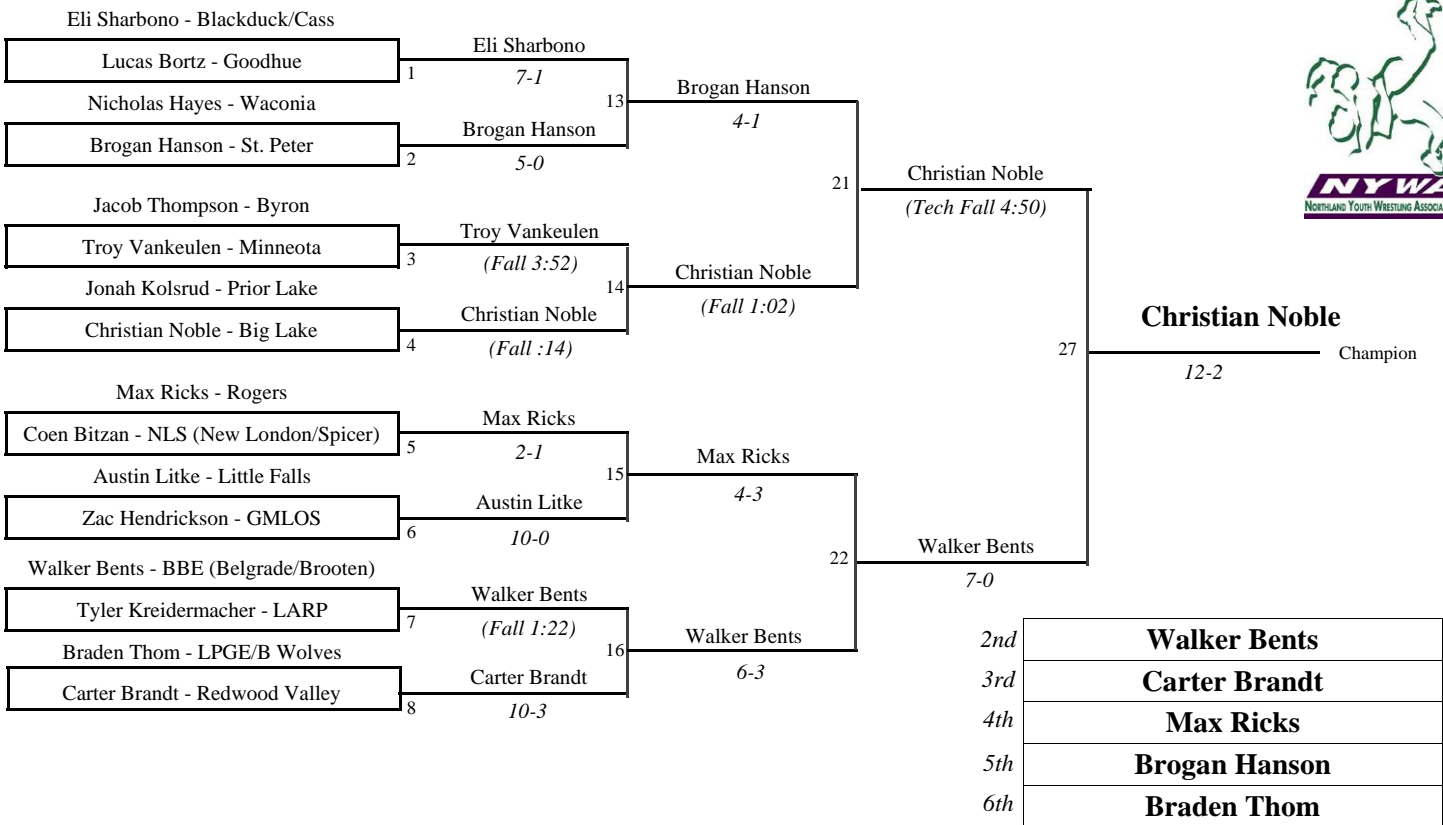 Eli Sharbono - Blackduck/Cass
Lucas Bortz - Goodhue
1
Nicholas Hayes - Waconia
Brogan Hanson - St. Peter
2
Jacob Thompson - Byron
Troy Vankeulen - Minneota
3
Jonah Kolsrud - Prior Lake
Christian Noble - Big Lake
4
Max Ricks - Rogers
Coen Bitzan - NLS (New London/Spicer)
5
Austin Litke - Little Falls
Zac Hendrickson - GMLOS
6
Walker Bents - BBE (Belgrade/Brooten)
Tyler Kreidermacher - LARP
7
Braden Thom - LPGE/B Wolves
Carter Brandt - Redwood Valley
8
Eli Sharbono
7-1
13
Brogan Hanson
5-0
Troy Vankeulen
(Fall 3:52)
14
Christian Noble
(Fall :14)
Max Ricks
2-1
15
Austin Litke
10-0
Walker Bents
(Fall 1:22)
16
Carter Brandt
10-3
Brogan Hanson
4-1
21
Christian Noble
(Fall 1:02)
Max Ricks
4-3
22
Walker Bents
6-3
Christian Noble
(Tech Fall 4:50)
27
Walker Bents
7-0
Christian Noble
12-2
Champion
2nd Walker Bents
3rd Carter Brandt
4th Max Ricks
5th Brogan Hanson
6th Braden Thom
NORTHLAND YOUTH WRESTLING